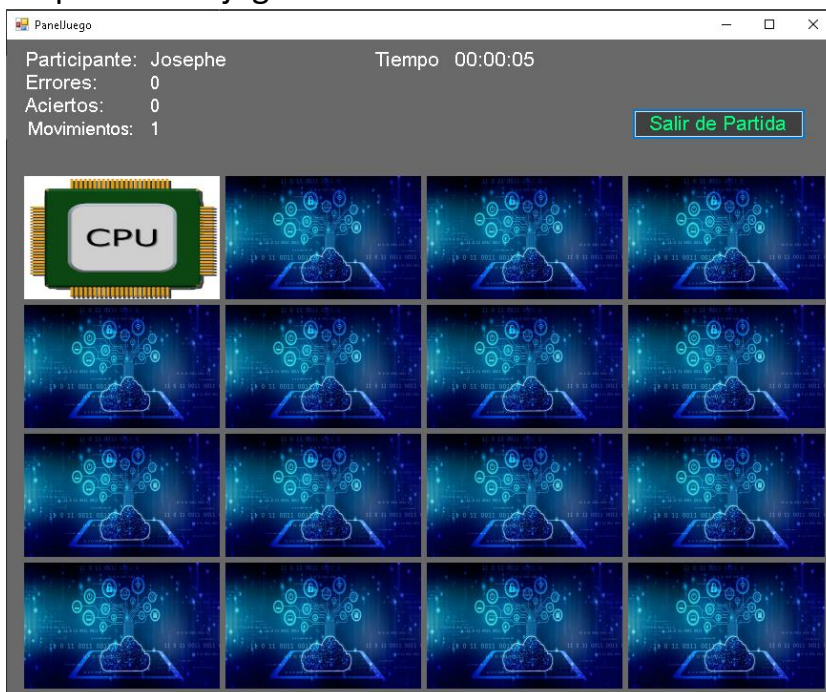 PanelJuego
Participante: Josephe
Tiempo 00:00:05
Errores: 0
Aciertos: 0
Movimientos: 1
Salir de Partida
CPU